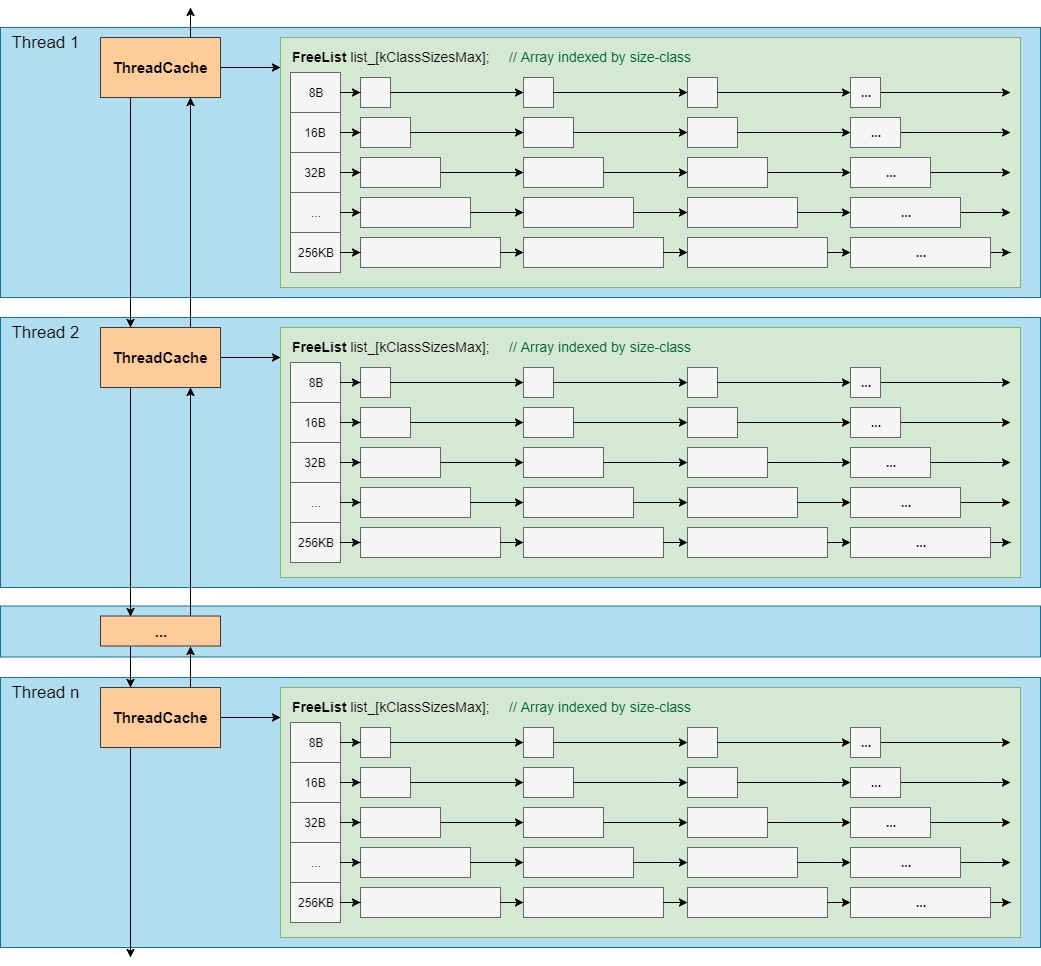 Thread 1
ThreadCache
FreeList list_[kClassSizesMax]; // Array indexed by size-class
8B ...
16B ...
32B ...
... ...
256KB ...
Thread 2
ThreadCache
FreeList list_[kClassSizesMax]; // Array indexed by size-class
8B ...
16B ...
32B ...
... ...
256KB ...
...
Thread n
ThreadCache
FreeList list_[kClassSizesMax]; // Array indexed by size-class
8B ...
16B ...
32B ...
... ...
256KB ...